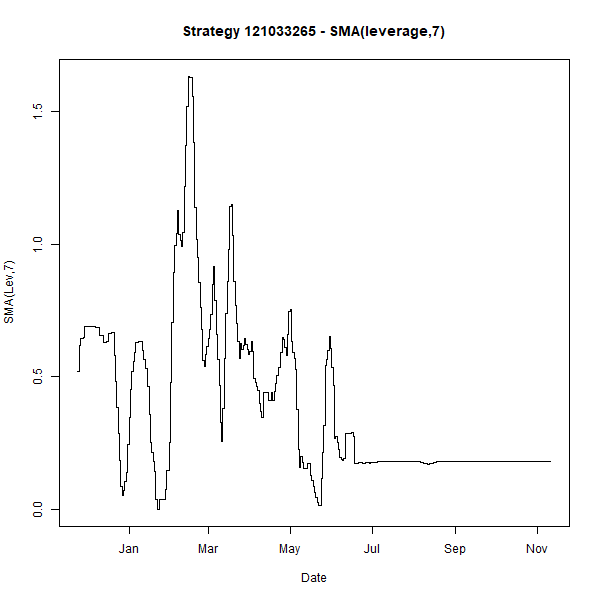 Strategy 121033265 - SMA(leverage,7)
SMA(Lev,7)
1.5
1.0
0.5
0.0
Jan Mar May Jul Sep Nov
Date